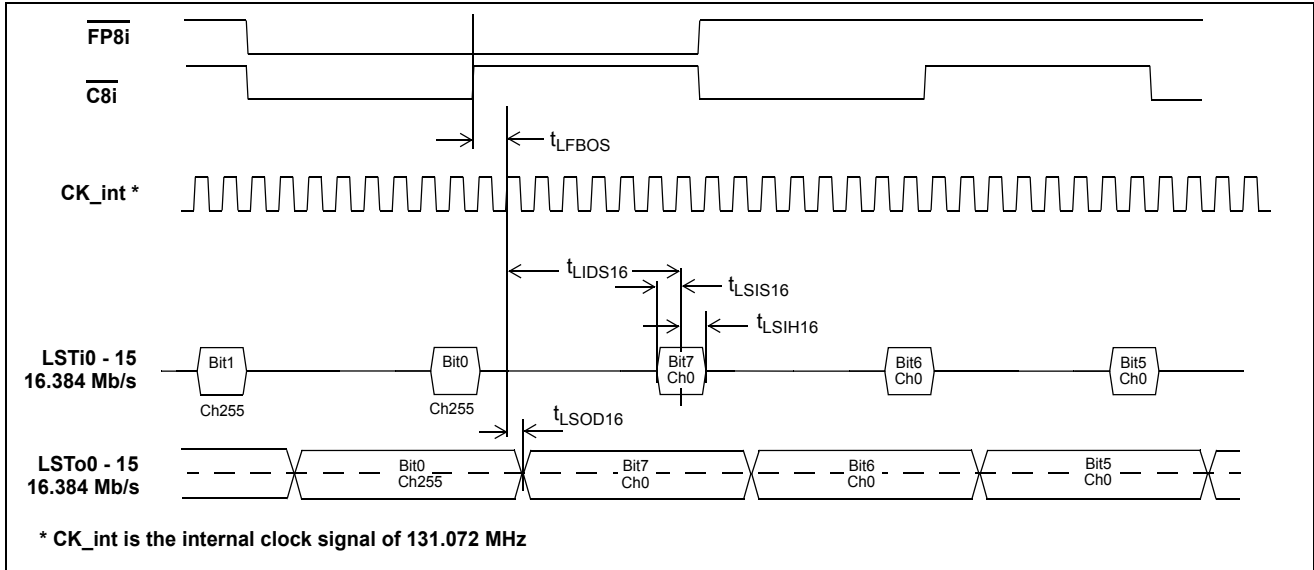 FP8i
C8i
tLFBOS
CK_int *
tLIDS16
tLSIS16
tLSIH16
LSTi0 - 15
16.384 Mb/s
Bit1
Ch255
Bit0
Ch255
Bit7
Ch0
Bit6
Ch0
Bit5
Ch0
tLSOD16
LSTo0 - 15
16.384 Mb/s
Bit0
Ch255
Bit7
Ch0
Bit6
Ch0
Bit5
Ch0
* CK_int is the internal clock signal of 131.072 MHz